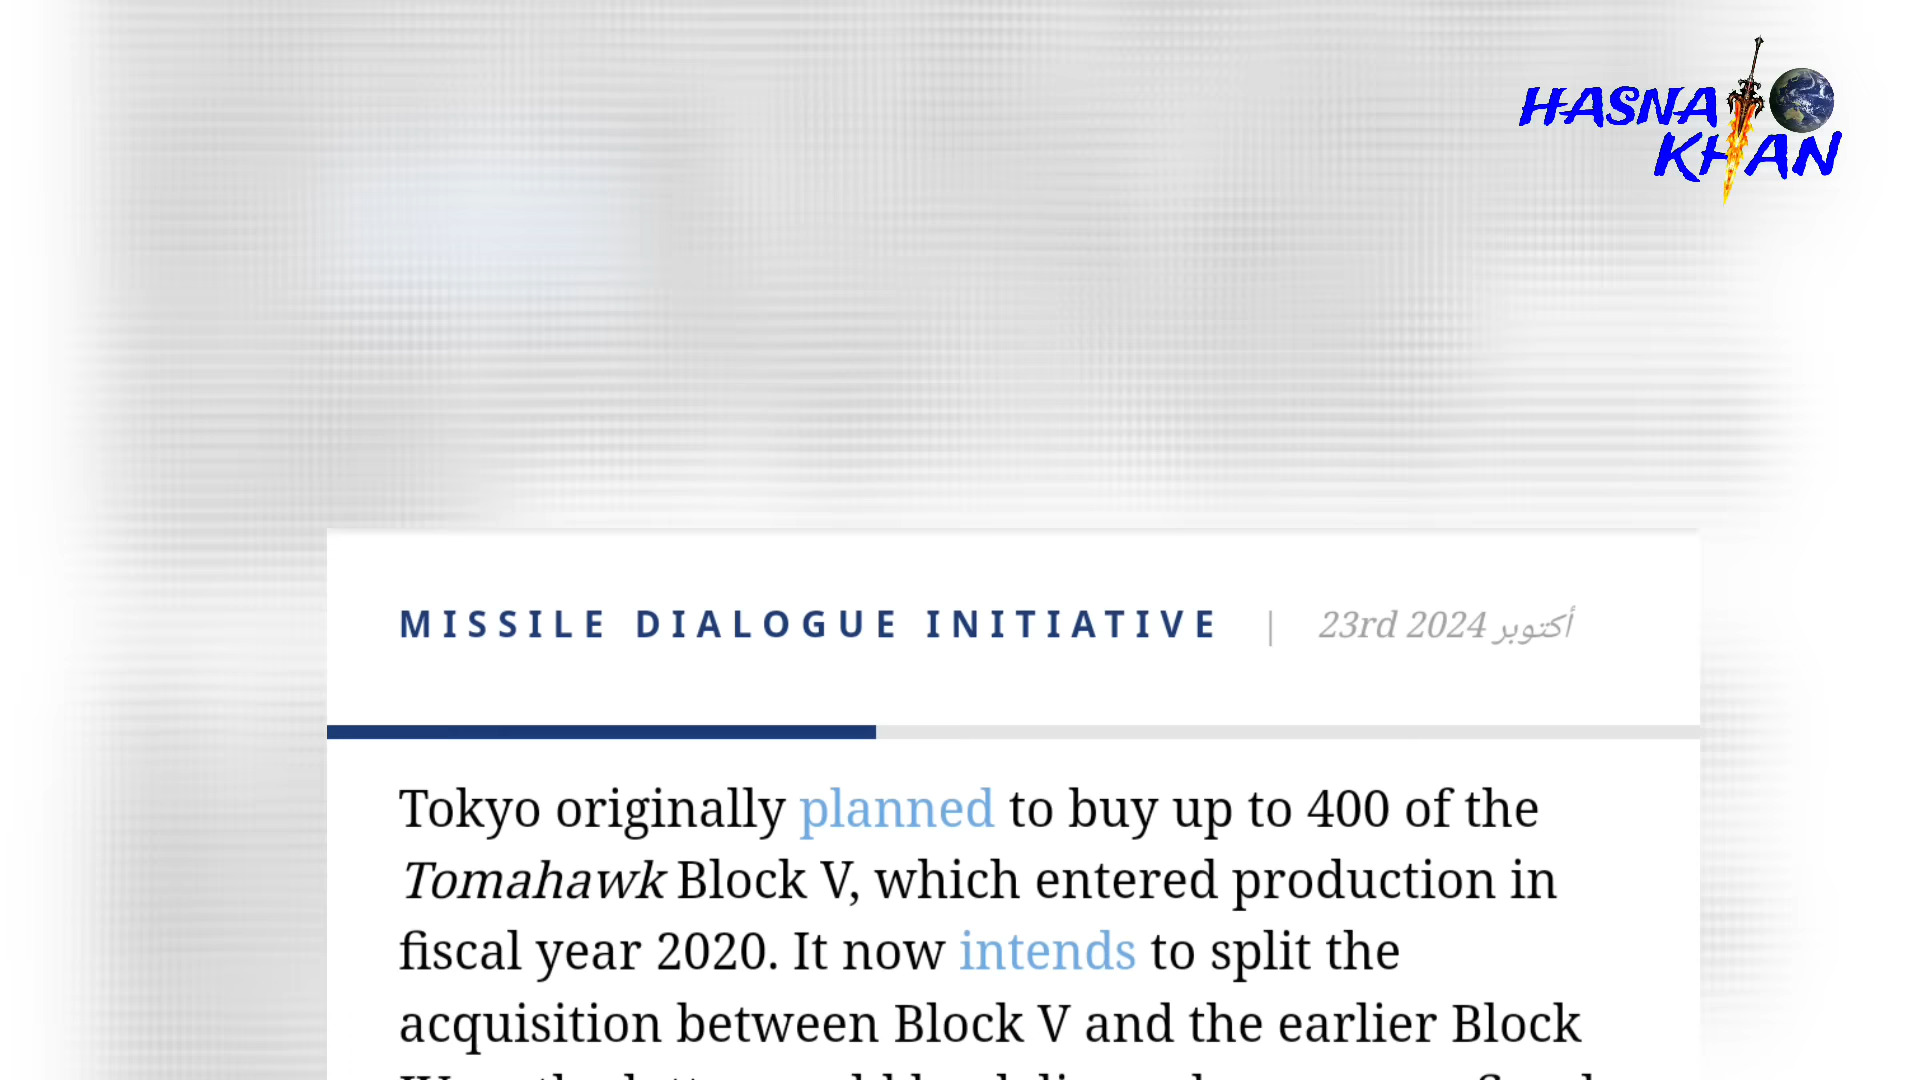 HASNA
KHAN
MISSILE DIALOGUE INITIATIVE | 23rd أكتوبر 2024
Tokyo originally planned to buy up to 400 of the
Tomahawk Block V, which entered production in
fiscal year 2020. It now intends to split the
acquisition between Block V and the earlier Block